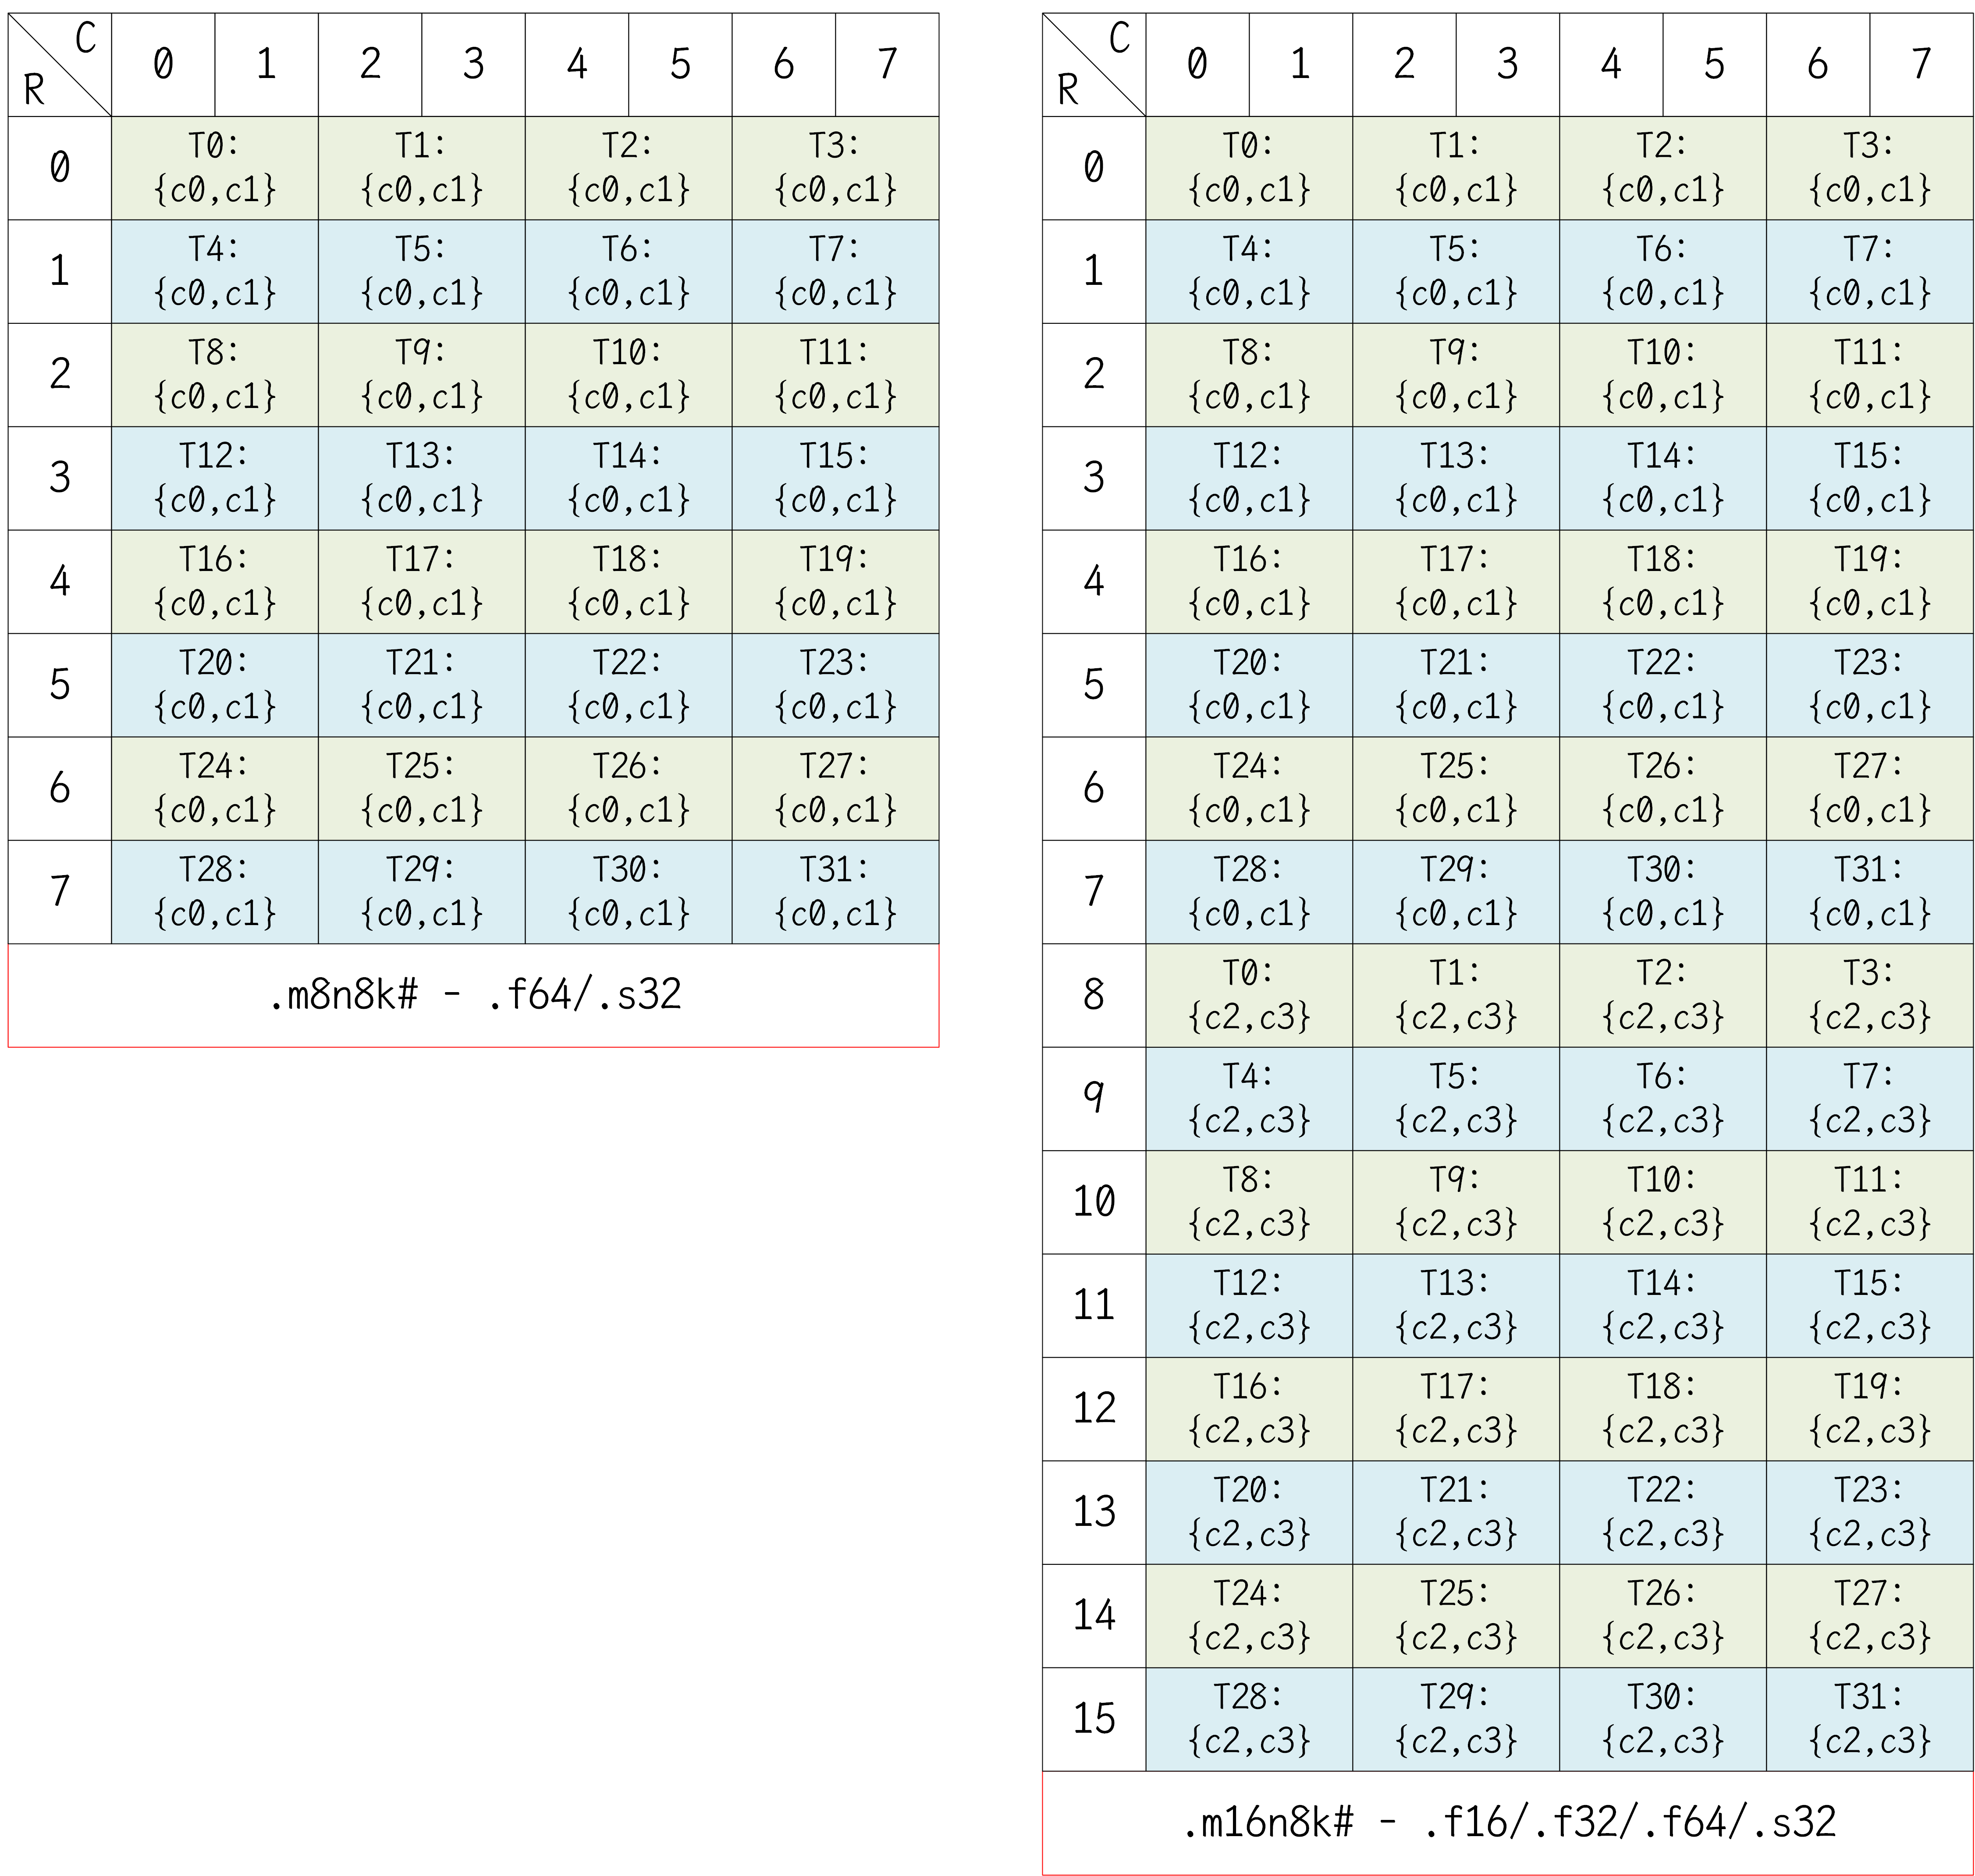 C
R
0 1 2 3 4 5 6 7
0
T0: T1: T2: T3:
{c0,c1} {c0,c1} {c0,c1} {c0,c1}
1
T4: T5: T6: T7:
{c0,c1} {c0,c1} {c0,c1} {c0,c1}
2
T8: T9: T10: T11:
{c0,c1} {c0,c1} {c0,c1} {c0,c1}
3
T12: T13: T14: T15:
{c0,c1} {c0,c1} {c0,c1} {c0,c1}
4
T16: T17: T18: T19:
{c0,c1} {c0,c1} {c0,c1} {c0,c1}
5
T20: T21: T22: T23:
{c0,c1} {c0,c1} {c0,c1} {c0,c1}
6
T24: T25: T26: T27:
{c0,c1} {c0,c1} {c0,c1} {c0,c1}
7
T28: T29: T30: T31:
{c0,c1} {c0,c1} {c0,c1} {c0,c1}
.m8n8k# - .f64/.s32
C
R
0 1 2 3 4 5 6 7
0
T0: T1: T2: T3:
{c0,c1} {c0,c1} {c0,c1} {c0,c1}
1
T4: T5: T6: T7:
{c0,c1} {c0,c1} {c0,c1} {c0,c1}
2
T8: T9: T10: T11:
{c0,c1} {c0,c1} {c0,c1} {c0,c1}
3
T12: T13: T14: T15:
{c0,c1} {c0,c1} {c0,c1} {c0,c1}
4
T16: T17: T18: T19:
{c0,c1} {c0,c1} {c0,c1} {c0,c1}
5
T20: T21: T22: T23:
{c0,c1} {c0,c1} {c0,c1} {c0,c1}
6
T24: T25: T26: T27:
{c0,c1} {c0,c1} {c0,c1} {c0,c1}
7
T28: T29: T30: T31:
{c0,c1} {c0,c1} {c0,c1} {c0,c1}
8
T0: T1: T2: T3:
{c2,c3} {c2,c3} {c2,c3} {c2,c3}
9
T4: T5: T6: T7:
{c2,c3} {c2,c3} {c2,c3} {c2,c3}
10
T8: T9: T10: T11:
{c2,c3} {c2,c3} {c2,c3} {c2,c3}
11
T12: T13: T14: T15:
{c2,c3} {c2,c3} {c2,c3} {c2,c3}
12
T16: T17: T18: T19:
{c2,c3} {c2,c3} {c2,c3} {c2,c3}
13
T20: T21: T22: T23:
{c2,c3} {c2,c3} {c2,c3} {c2,c3}
14
T24: T25: T26: T27:
{c2,c3} {c2,c3} {c2,c3} {c2,c3}
15
T28: T29: T30: T31:
{c2,c3} {c2,c3} {c2,c3} {c2,c3}
.m16n8k# - .f16/.f32/.f64/.s32